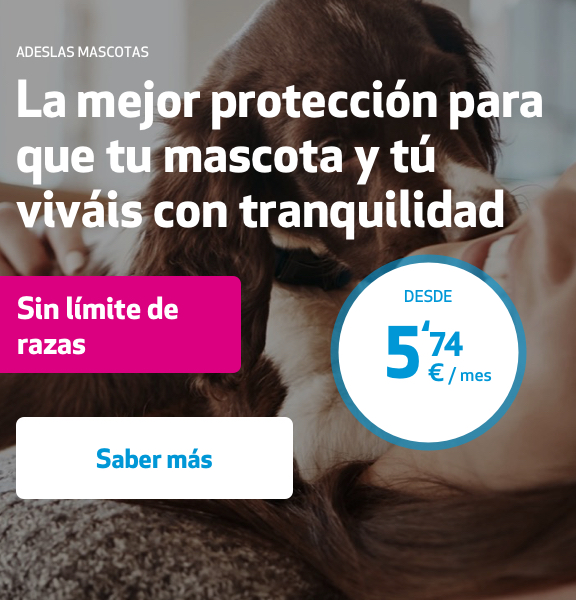 ADESLAS MASCOTAS
La mejor protección para
que tu mascota y tú
viváis con tranquilidad
Sin límite de
razas
DESDE
5‘74
€ / mes
Saber más